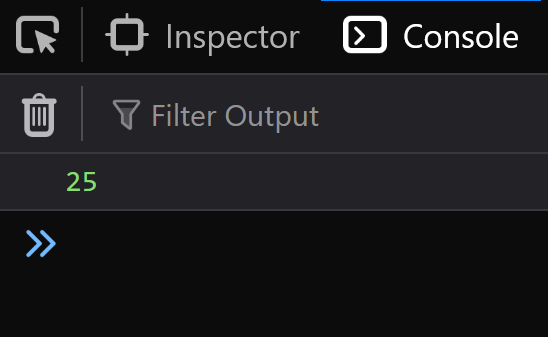 Inspector Console
Filter Output
25